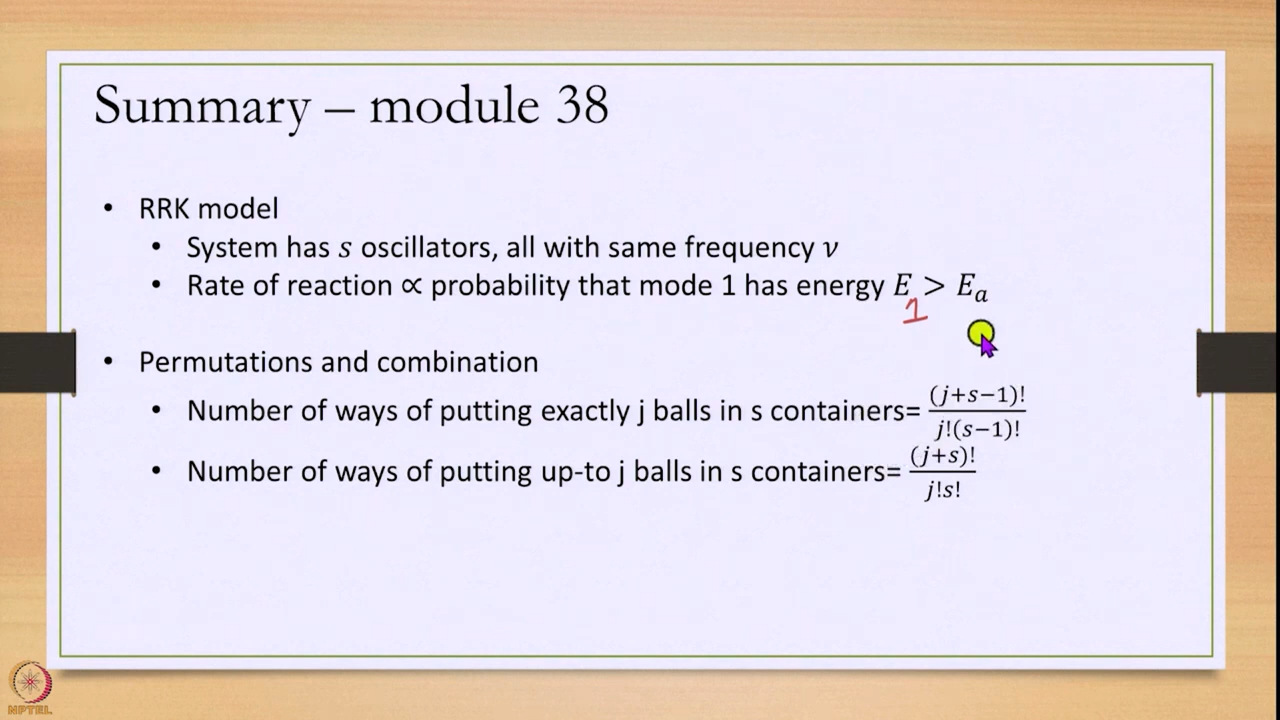 Summary – module 38
• RRK model
• System has s oscillators, all with same frequency ν
• Rate of reaction ∝ probability that mode 1 has energy E > Eₐ
1
• Permutations and combination
• Number of ways of putting exactly j balls in s containers= (j+s−1)! / j!(s−1)!
• Number of ways of putting up-to j balls in s containers= (j+s)! / j!s!
NPTEL